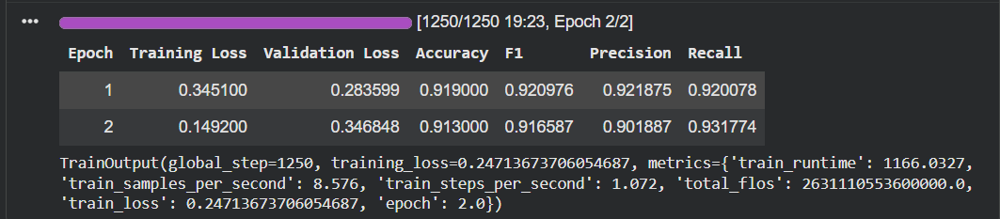 [1250/1250 19:23, Epoch 2/2]
Epoch Training Loss Validation Loss Accuracy F1 Precision Recall
1 0.345100 0.283599 0.919000 0.920976 0.921875 0.920078
2 0.149200 0.346848 0.913000 0.916587 0.901887 0.931774
TrainOutput(global_step=1250, training_loss=0.24713673706054687, metrics={'train_runtime': 1166.0327,
'train_samples_per_second': 8.576, 'train_steps_per_second': 1.072, 'total_flos': 2631110553600000.0,
'train_loss': 0.24713673706054687, 'epoch': 2.0})